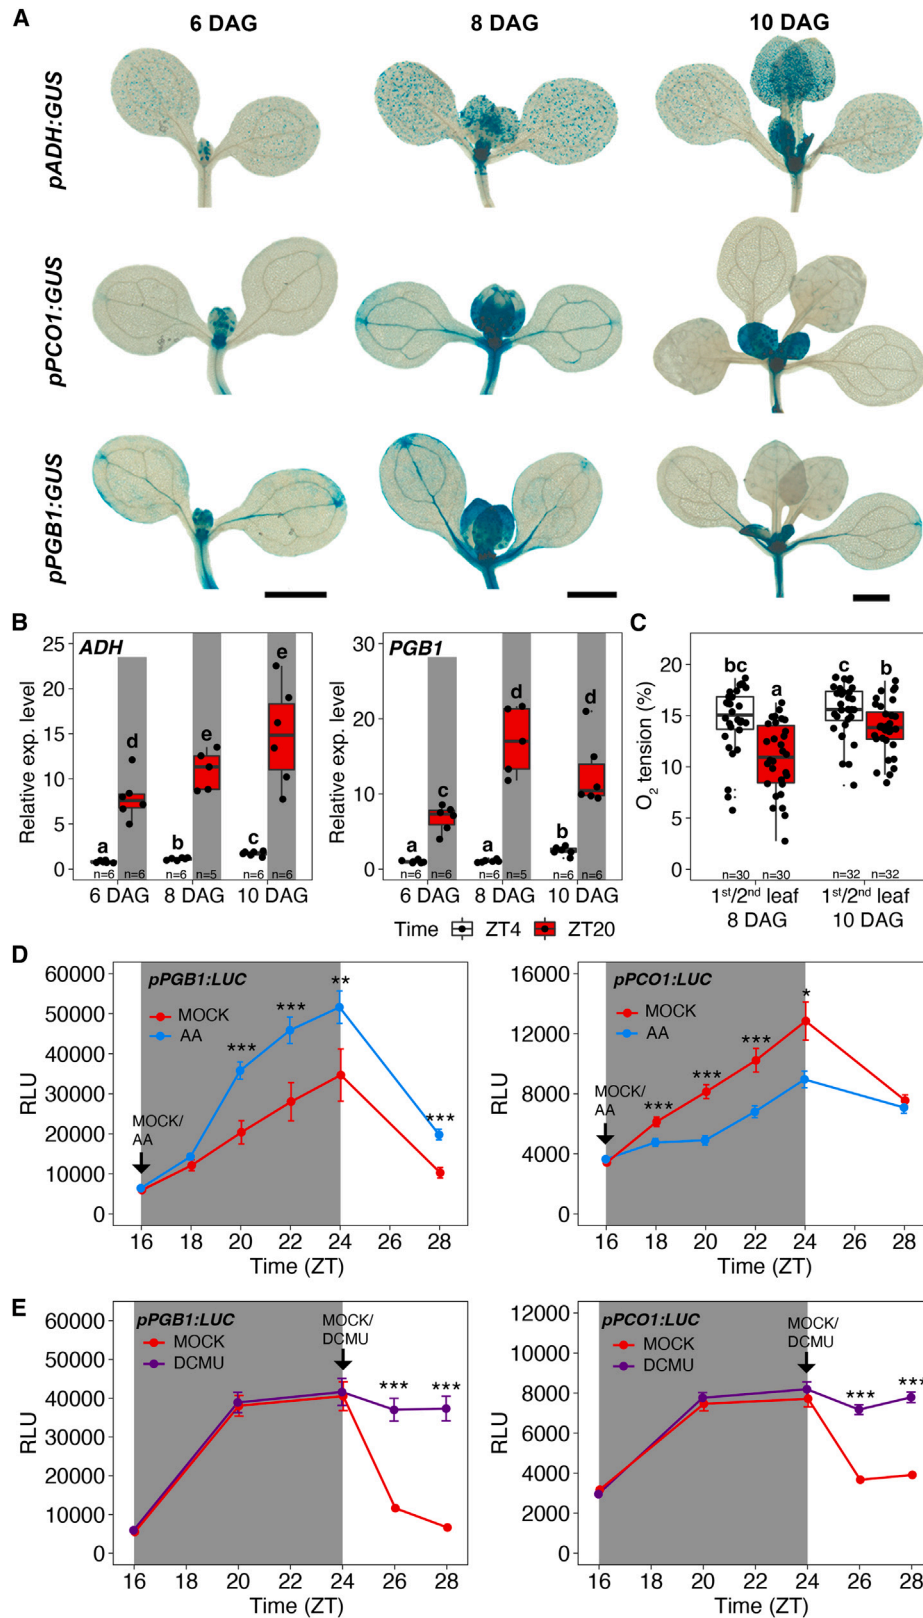 A
6 DAG
8 DAG
10 DAG
pADH:GUS
pPCO1:GUS
pPGB1:GUS
B
ADH
Relative exp. level
25
20
15
10
5
0
a
d
b
e
c
e
n=6 n=6 n=6 n=5 n=6 n=6
6 DAG 8 DAG 10 DAG
PGB1
Relative exp. level
30
20
10
0
a
c
a
d
b
d
n=6 n=6 n=6 n=5 n=6 n=6
6 DAG 8 DAG 10 DAG
Time ZT4 ZT20
C
O2 tension (%)
20
15
10
5
0
bc
a
c
b
n=30 n=30 n=32 n=32
1st/2nd leaf 1st/2nd leaf
8 DAG 10 DAG
D
pPGB1:LUC
MOCK
AA
RLU
60000
50000
40000
30000
20000
10000
0
MOCK/
AA
***
***
**
***
16 18 20 22 24 26 28
Time (ZT)
pPCO1:LUC
MOCK
AA
RLU
16000
12000
8000
4000
0
MOCK/
AA
***
***
***
*
16 18 20 22 24 26 28
Time (ZT)
E
pPGB1:LUC
MOCK
DCMU
RLU
60000
50000
40000
30000
20000
10000
0
MOCK/
DCMU
***
***
16 18 20 22 24 26 28
Time (ZT)
pPCO1:LUC
MOCK
DCMU
RLU
12000
10000
8000
6000
4000
2000
0
MOCK/
DCMU
***
***
16 18 20 22 24 26 28
Time (ZT)